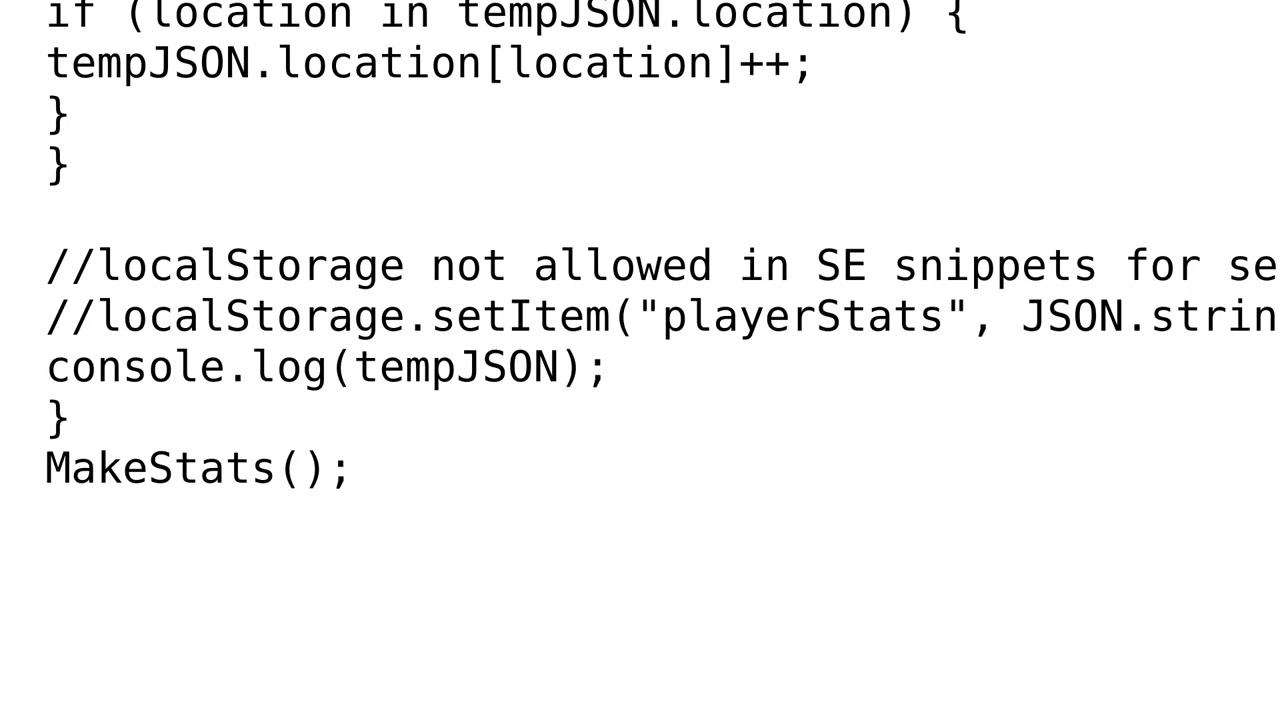 if (location in tempJSON.location) {
tempJSON.location[location]++;
}
}
//localStorage not allowed in SE snippets for se
//localStorage.setItem("playerStats", JSON.strin
console.log(tempJSON);
}
MakeStats();